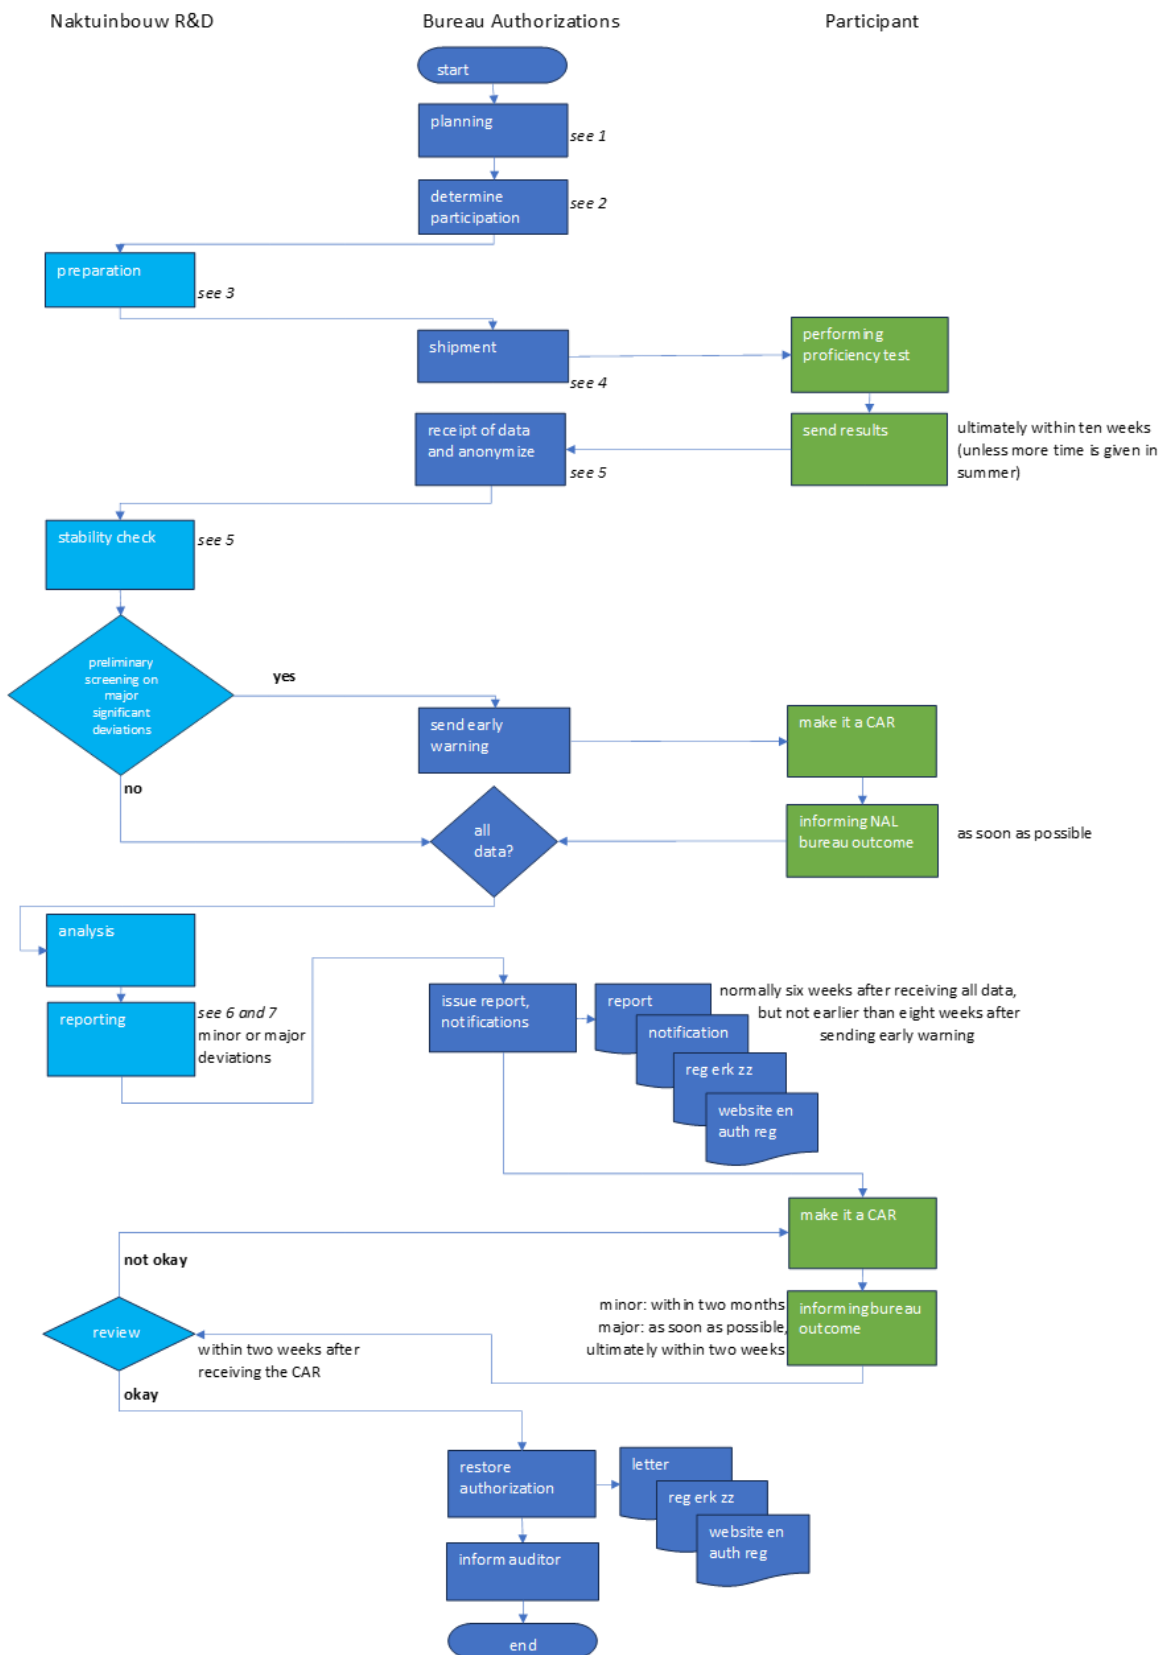 Naktuinbouw R&D
Bureau Authorizations
Participant
start
planning
see 1
determine
participation
see 2
preparation
see 3
shipment
see 4
performing
proficiency test
receipt of data
and anonymize
see 5
send results
ultimately within ten weeks
(unless more time is given in
summer)
stability check
see 5
preliminary
screening on
major
significant
deviations
yes
no
send early
warning
make it a CAR
all
data?
informing NAL
bureau outcome
as soon as possible
analysis
reporting
see 6 and 7
minor or major
deviations
issue report,
notifications
report
notification
reg erk zz
website en
auth reg
normally six weeks after receiving all data,
but not earlier than eight weeks after
sending early warning
make it a CAR
not okay
minor: within two months
major: as soon as possible,
ultimately within two weeks
informing bureau
outcome
review
within two weeks after
receiving the CAR
okay
restore
authorization
letter
reg erk zz
website en
auth reg
inform auditor
end